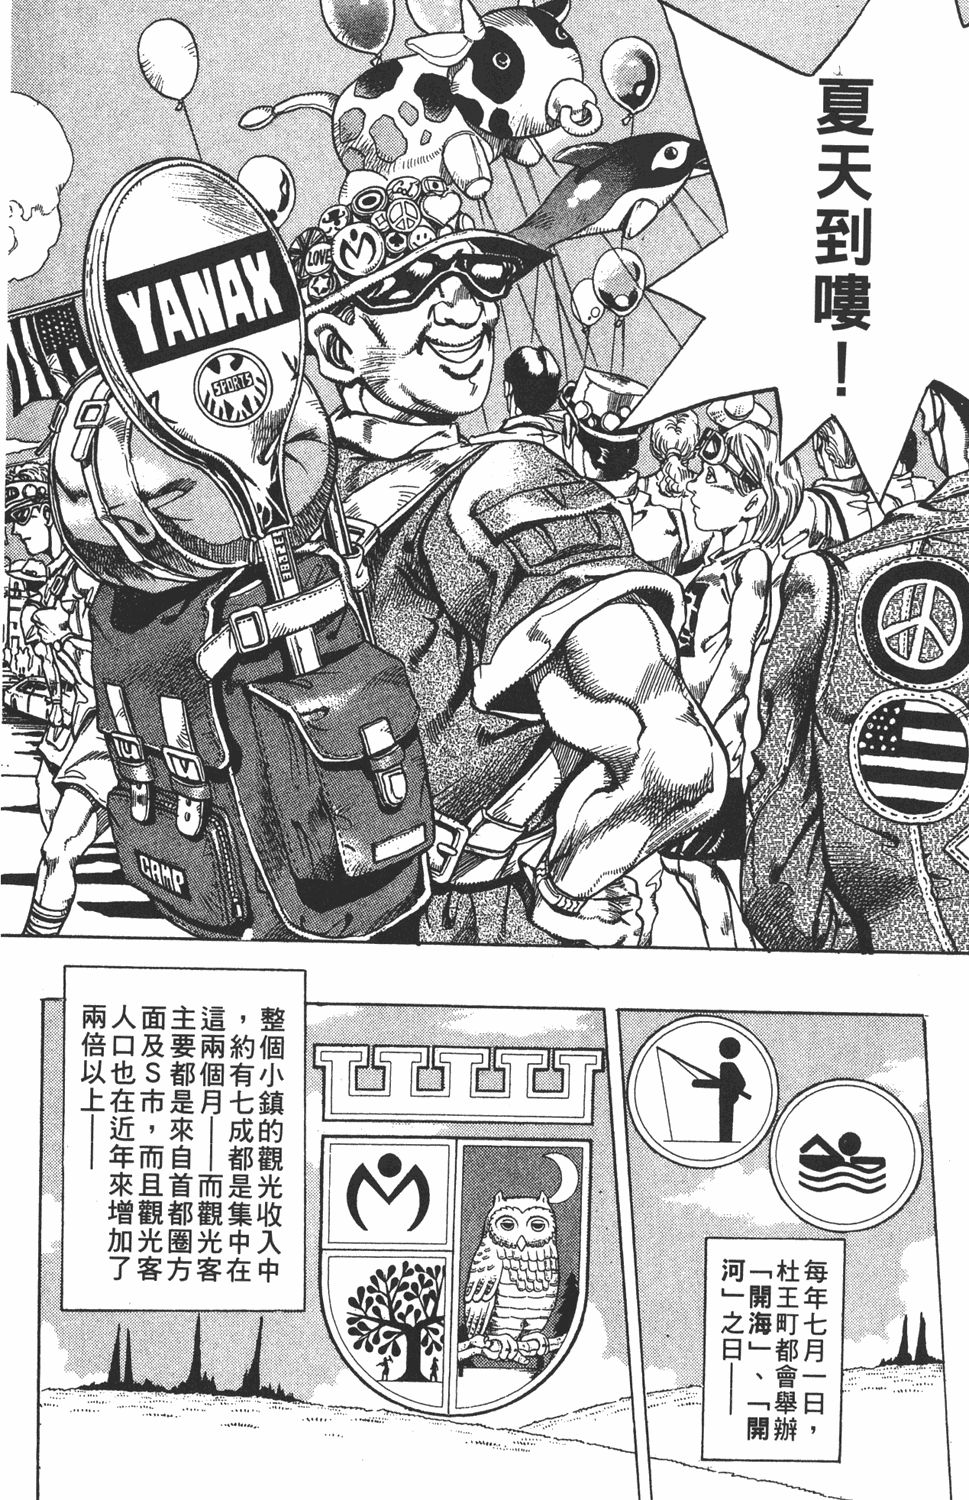 夏天到嘍！
YANAX
SPORTS
LOVE
CAMP
每年七月一日，
杜王町都會舉辦
「開海」、「開
河」之日——
整個小鎮的觀光收入中
，約有七成都是集中在
這兩個月——而觀光客
主要都是來自首都圈方
面及Ｓ市，而且觀光客
人口也在近年來增加了
兩倍以上——